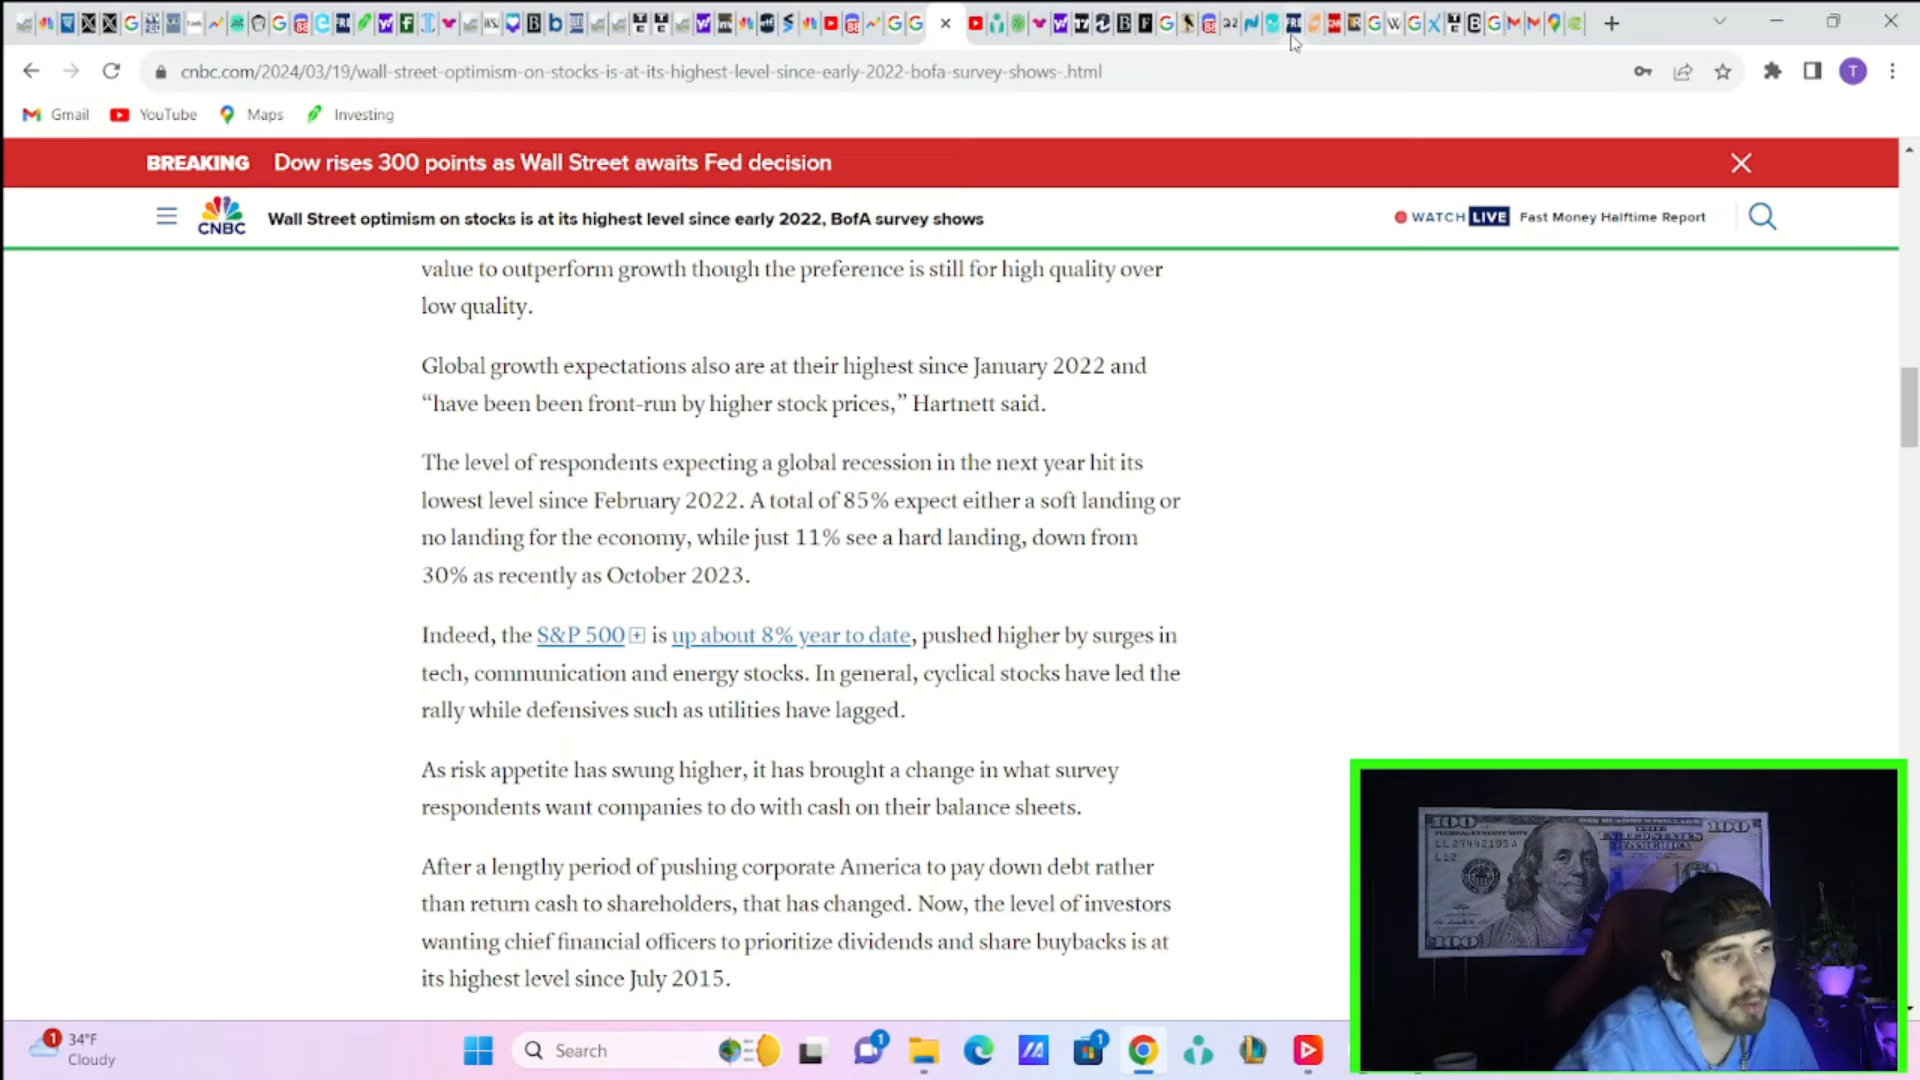 cnbc.com/2024/03/19/wall-street-optimism-on-stocks-is-at-its-highest-level-since-early-2022-bofa-survey-shows-.html
T
Gmail
YouTube
Maps
Investing
BREAKING Dow rises 300 points as Wall Street awaits Fed decision
CNBC
Wall Street optimism on stocks is at its highest level since early 2022, BofA survey shows
WATCH LIVE Fast Money Halftime Report
value to outperform growth though the preference is still for high quality over
low quality.
Global growth expectations also are at their highest since January 2022 and
“have been been front-run by higher stock prices,” Hartnett said.
The level of respondents expecting a global recession in the next year hit its
lowest level since February 2022. A total of 85% expect either a soft landing or
no landing for the economy, while just 11% see a hard landing, down from
30% as recently as October 2023.
Indeed, the S&P 500 is up about 8% year to date, pushed higher by surges in
tech, communication and energy stocks. In general, cyclical stocks have led the
rally while defensives such as utilities have lagged.
As risk appetite has swung higher, it has brought a change in what survey
respondents want companies to do with cash on their balance sheets.
After a lengthy period of pushing corporate America to pay down debt rather
than return cash to shareholders, that has changed. Now, the level of investors
wanting chief financial officers to prioritize dividends and share buybacks is at
its highest level since July 2015.
100
100
100
1
34°F
Cloudy
Search
1
1